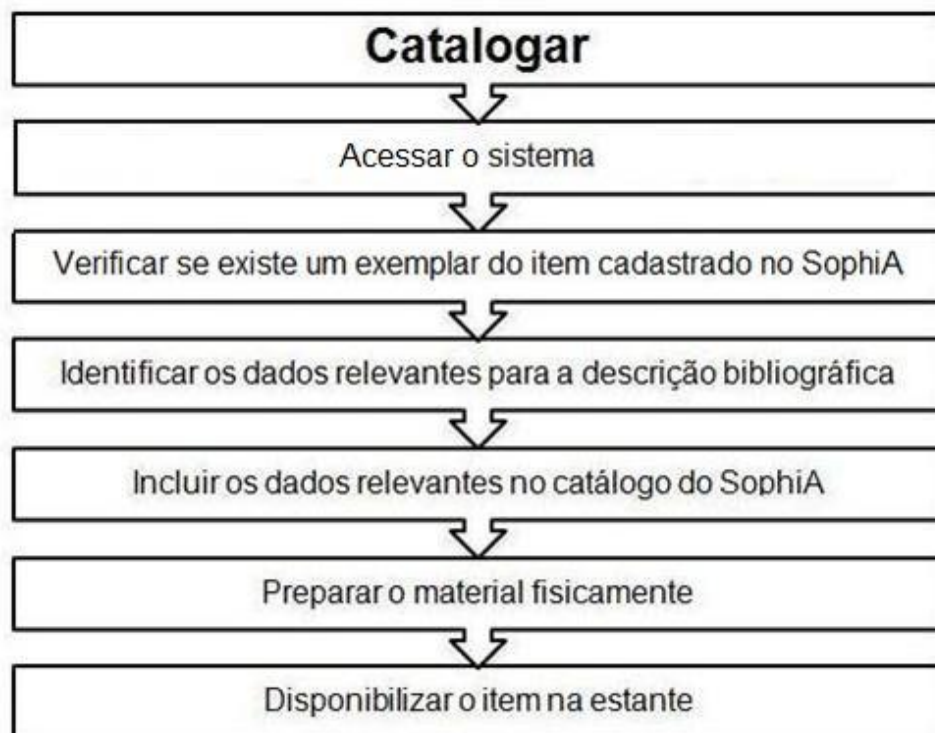 Catalogar
Acessar o sistema
Verificar se existe um exemplar do item cadastrado no SophiA
Identificar os dados relevantes para a descrição bibliográfica
Incluir os dados relevantes no catálogo do SophiA
Preparar o material fisicamente
Disponibilizar o item na estante